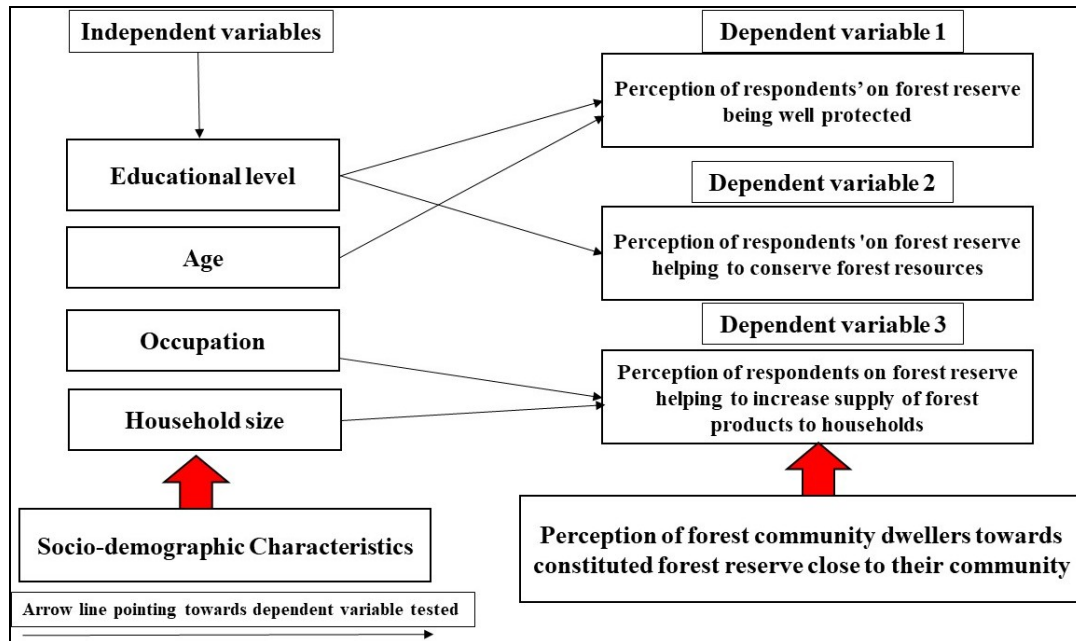 Independent variables
Educational level
Age
Occupation
Household size
Socio-demographic Characteristics
Arrow line pointing towards dependent variable tested
Dependent variable 1
Perception of respondents’ on forest reserve
being well protected
Dependent variable 2
Perception of respondents 'on forest reserve
helping to conserve forest resources
Dependent variable 3
Perception of respondents on forest reserve
helping to increase supply of forest
products to households
Perception of forest community dwellers towards
constituted forest reserve close to their community